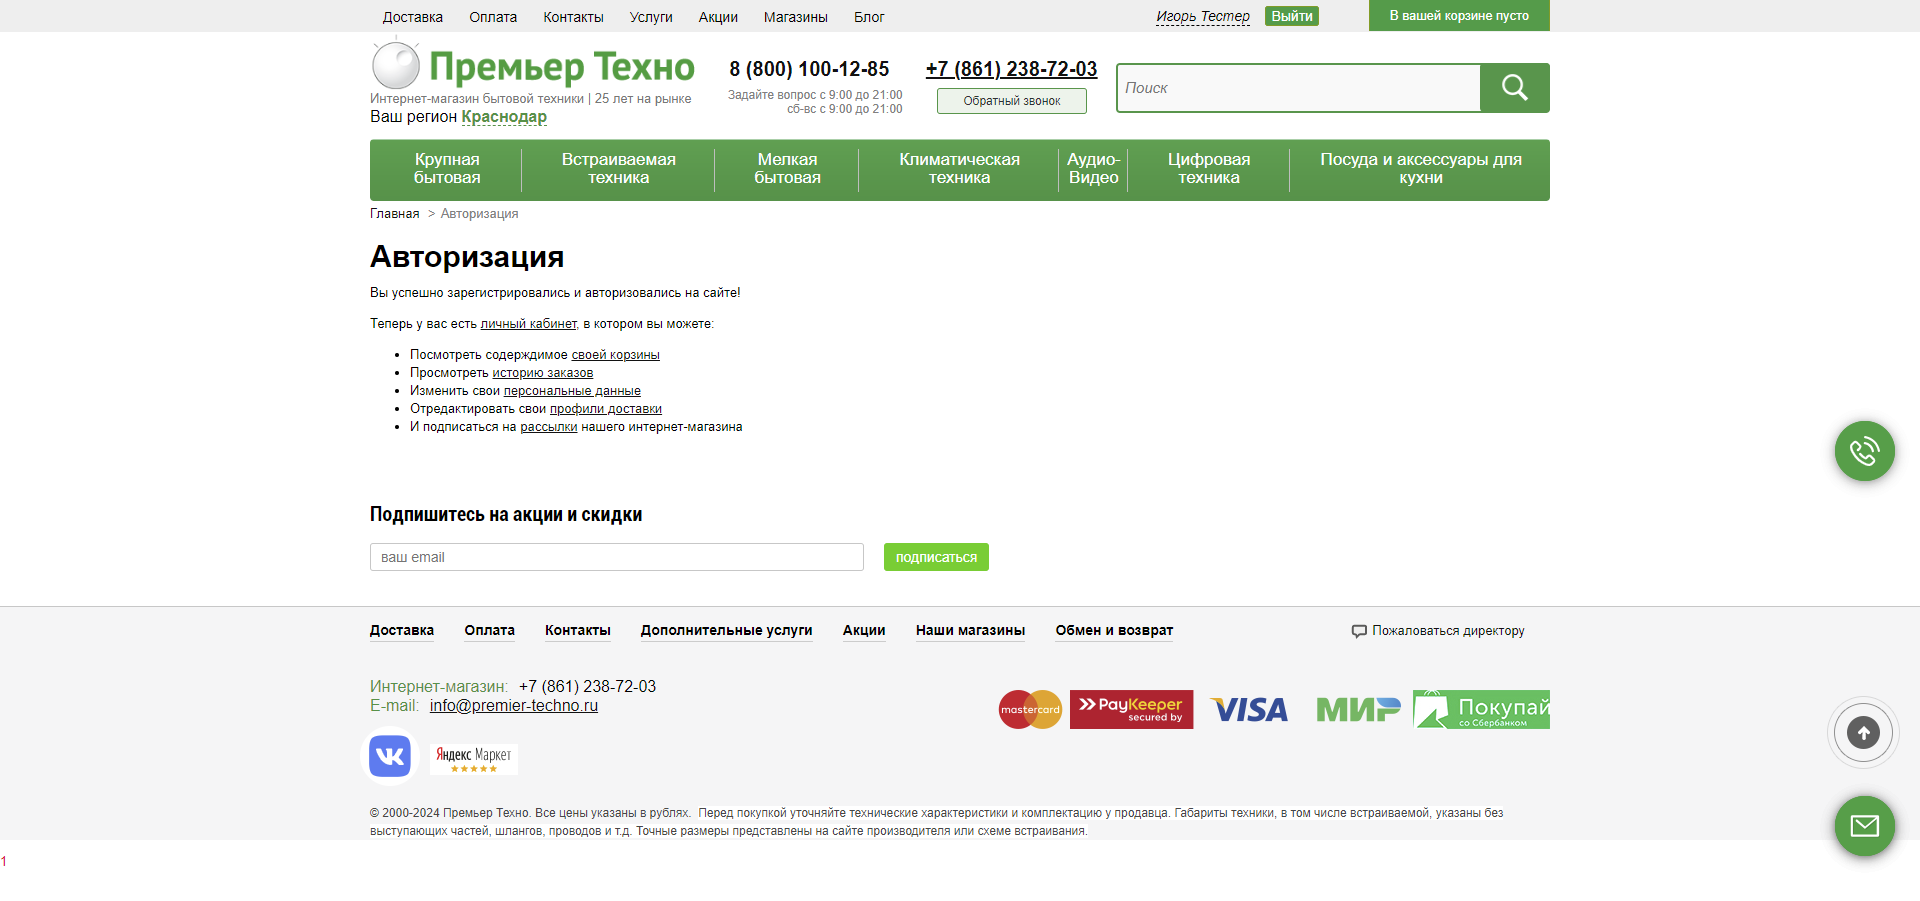 Доставка Оплата Контакты Услуги Акции Магазины Блог Игорь Тестер Выйти В вашей корзине пусто
Премьер Техно
Интернет-магазин бытовой техники | 25 лет на рынке
Ваш регион Краснодар
8 (800) 100-12-85
Задайте вопрос с 9:00 до 21:00
сб-вс с 9:00 до 21:00
+7 (861) 238-72-03
Обратный звонок
Поиск
Крупная бытовая
Встраиваемая техника
Мелкая бытовая
Климатическая техника
Аудио-Видео
Цифровая техника
Посуда и аксессуары для кухни
Главная > Авторизация
Авторизация
Вы успешно зарегистрировались и авторизовались на сайте!
Теперь у вас есть личный кабинет, в котором вы можете:
• Посмотреть содерждимое своей корзины
• Просмотреть историю заказов
• Изменить свои персональные данные
• Отредактировать свои профили доставки
• И подписаться на рассылки нашего интернет-магазина
Подпишитесь на акции и скидки
ваш email
подписаться
Доставка Оплата Контакты Дополнительные услуги Акции Наши магазины Обмен и возврат Пожаловаться директору
Интернет-магазин: +7 (861) 238-72-03
E-mail: info@premier-techno.ru
mastercard
PayKeeper
secured by
VISA
МИР
Покупай
со Сбербанком
Яндекс Маркет
© 2000-2024 Премьер Техно. Все цены указаны в рублях. Перед покупкой уточняйте технические характеристики и комплектацию у продавца. Габариты техники, в том числе встраиваемой, указаны без
выступающих частей, шлангов, проводов и т.д. Точные размеры представлены на сайте производителя или схеме встраивания.
1